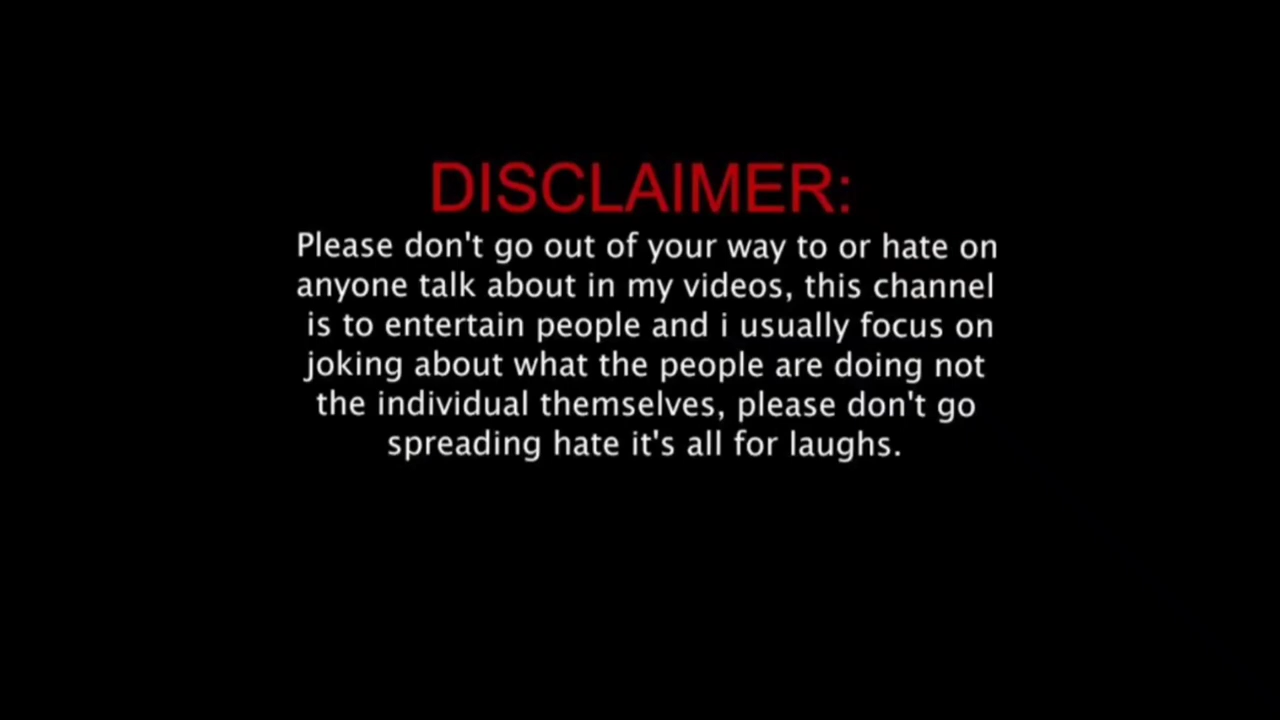 DISCLAIMER:
Please don't go out of your way to or hate on
anyone talk about in my videos, this channel
is to entertain people and i usually focus on
joking about what the people are doing not
the individual themselves, please don't go
spreading hate it's all for laughs.